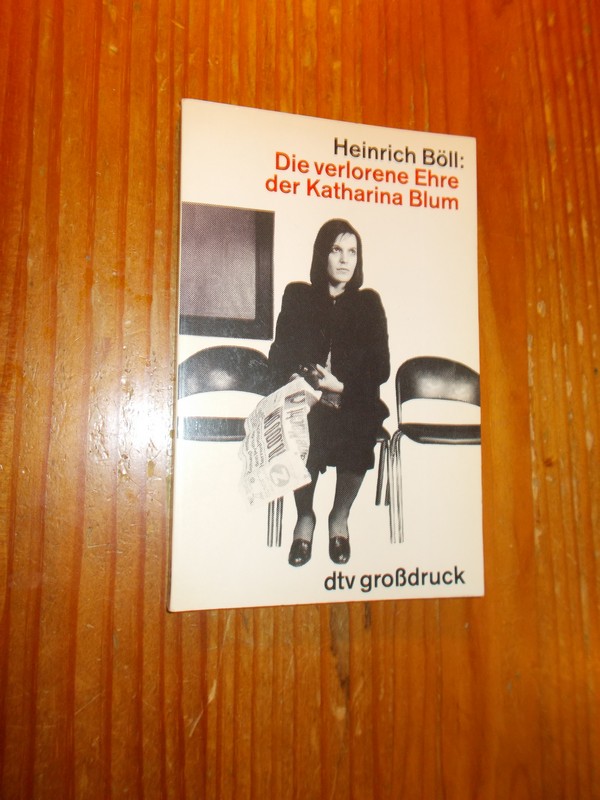 Heinrich Böll:
Die verlorene Ehre
der Katharina Blum
dtv großdruck